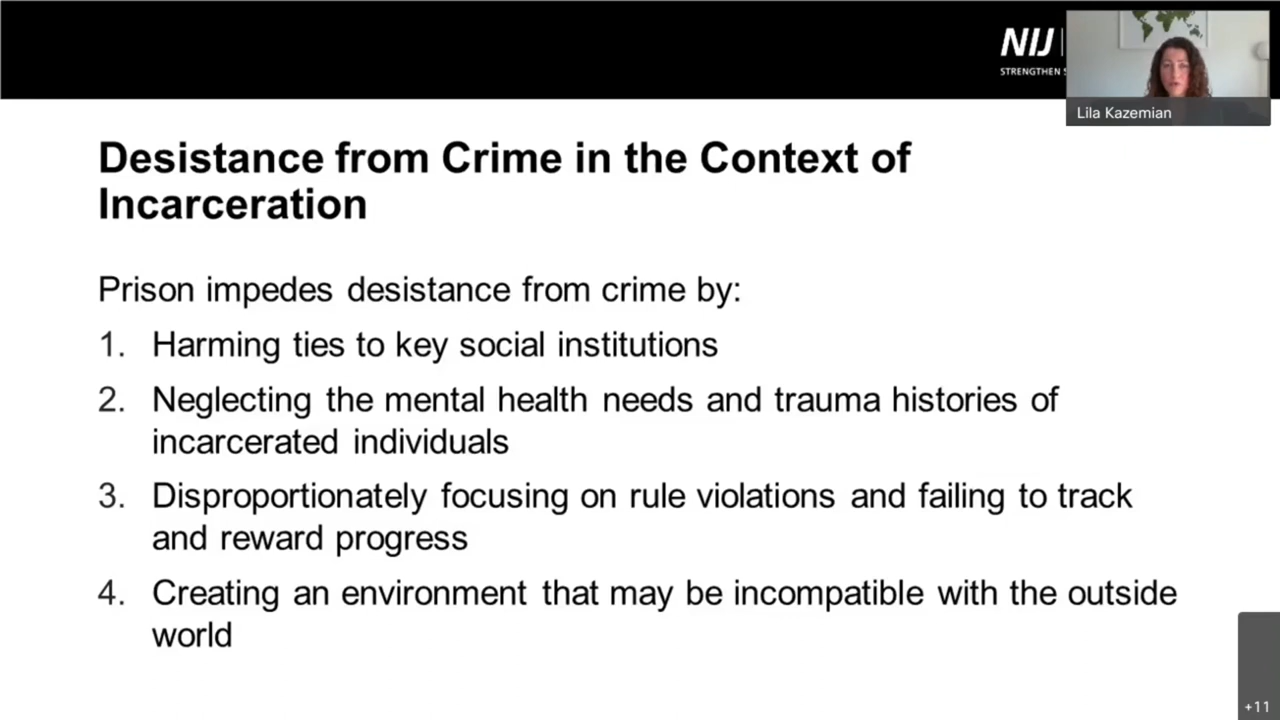 NIJ
STRENGTHEN
Lila Kazemian
Desistance from Crime in the Context of
Incarceration
Prison impedes desistance from crime by:
1. Harming ties to key social institutions
2. Neglecting the mental health needs and trauma histories of
incarcerated individuals
3. Disproportionately focusing on rule violations and failing to track
and reward progress
4. Creating an environment that may be incompatible with the outside
world
+11